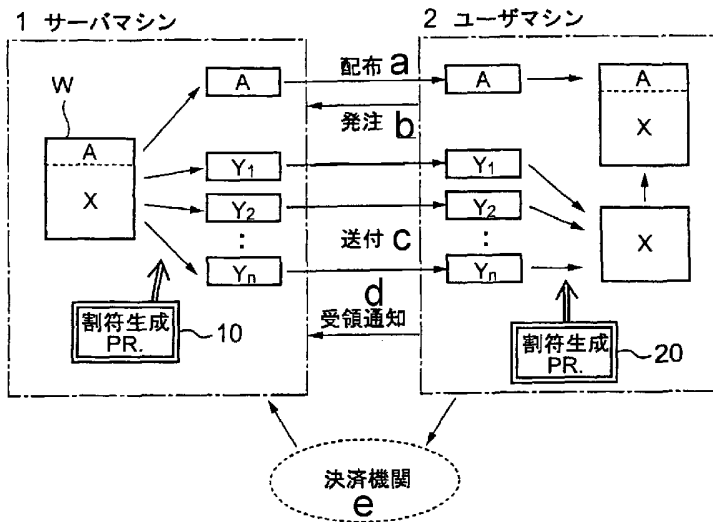 1 サーバマシン
2 ユーザマシン
W
A
X
A
配布 a
発注 b
A
A
X
Y1
Y2
:
Yn
送付 c
d
受領通知
Y1
Y2
:
Yn
X
割符生成
PR.
10
割符生成
PR.
20
決済機関
e